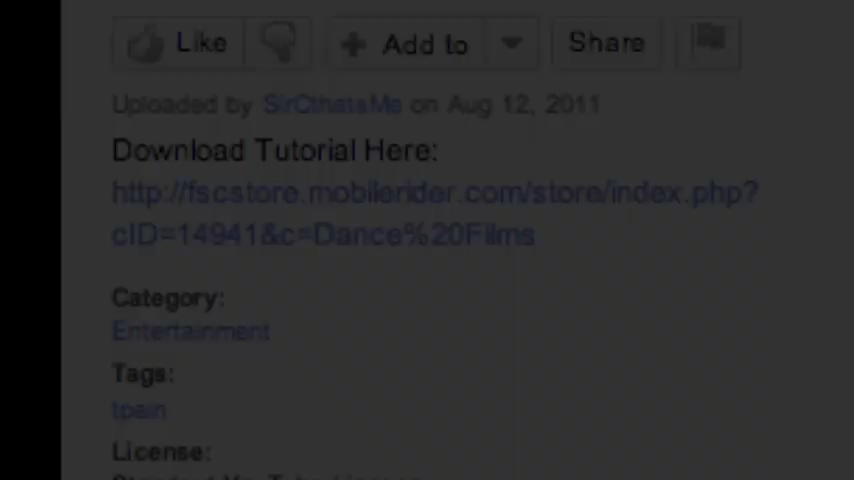 Like Add to Share
Uploaded by SirCthatsMe on Aug 12, 2011
Download Tutorial Here:
http://fscstore.mobilerider.com/store/index.php?
cID=14941&c=Dance%20Films
Category:
Entertainment
Tags:
tpain
License: